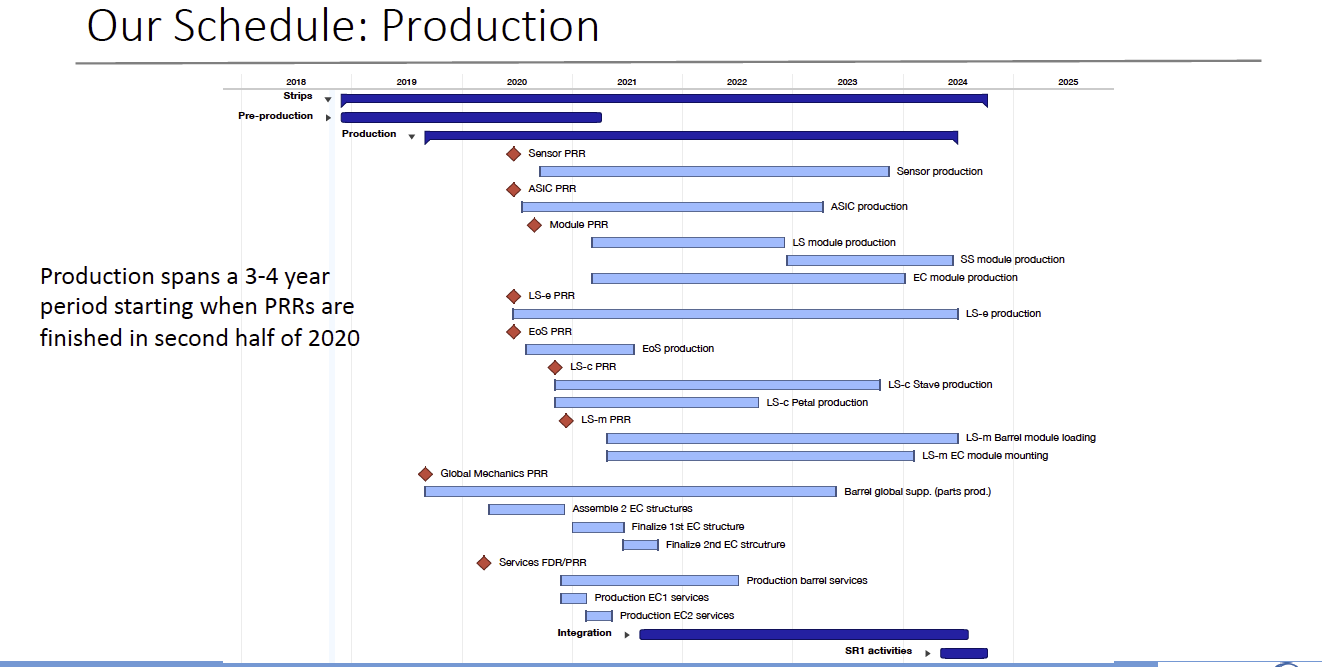 Our Schedule: Production
2018 2019 2020 2021 2022 2023 2024 2025
Strips
Pre-production
Production
Sensor PRR
Sensor production
ASIC PRR
ASIC production
Module PRR
LS module production
SS module production
EC module production
LS-e PRR
LS-e production
EoS PRR
EoS production
LS-c PRR
LS-c Stave production
LS-c Petal production
LS-m PRR
LS-m Barrel module loading
LS-m EC module mounting
Global Mechanics PRR
Barrel global supp. (parts prod.)
Assemble 2 EC structures
Finalize 1st EC structure
Finalize 2nd EC strcutrure
Services FDR/PRR
Production barrel services
Production EC1 services
Production EC2 services
Integration
SR1 activities
Production spans a 3-4 year
period starting when PRRs are
finished in second half of 2020